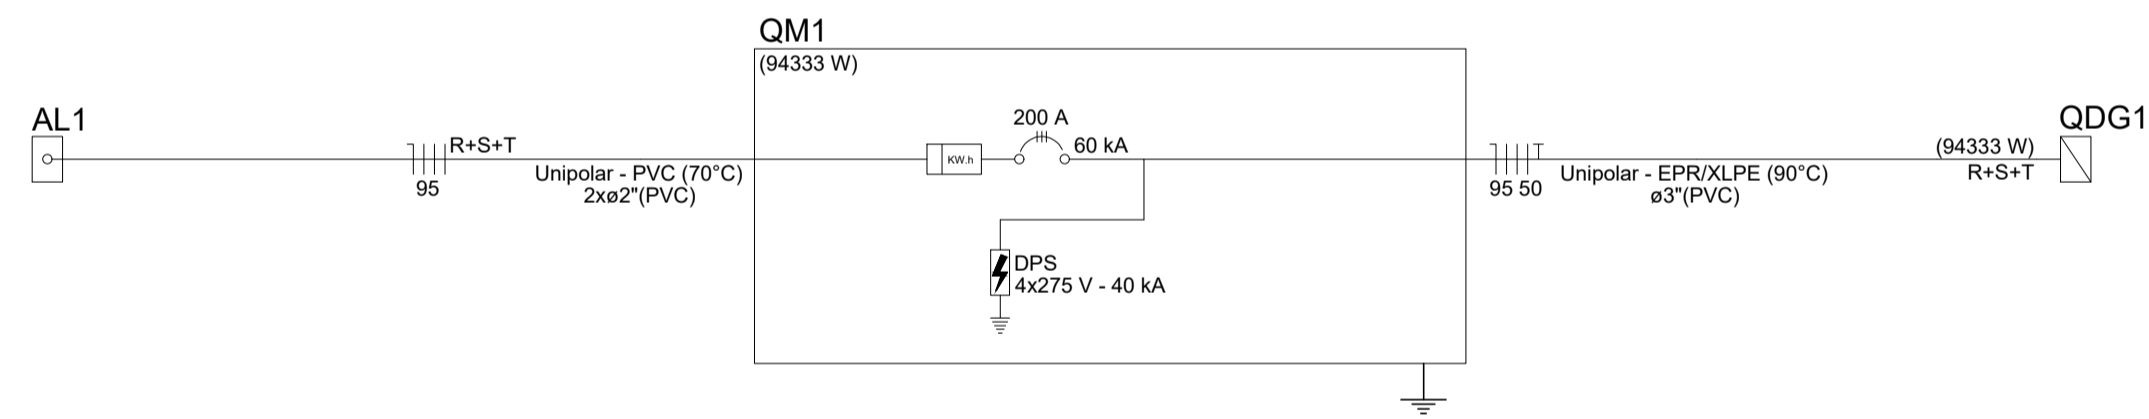 QM1
(94333 W)
AL1
R+S+T
95
Unipolar - PVC (70°C)
2xø2"(PVC)
KW.h
200 A
60 kA
DPS
4x275 V - 40 kA
95 50
Unipolar - EPR/XLPE (90°C)
ø3"(PVC)
(94333 W)
R+S+T
QDG1